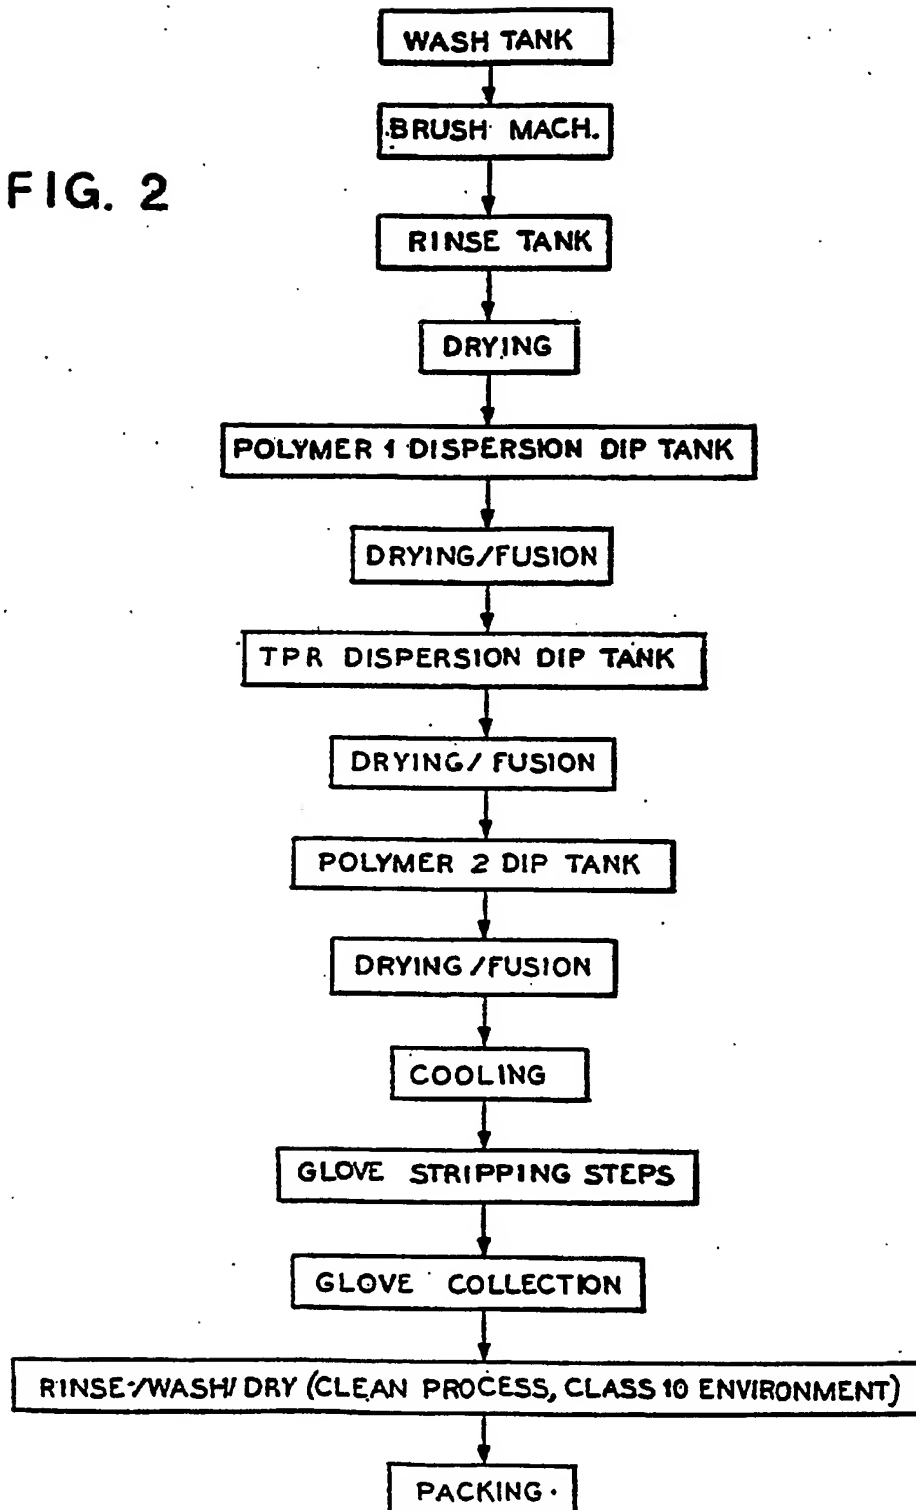 WASH TANK
BRUSH MACH.
FIG. 2
RINSE TANK
DRYING
POLYMER 1 DISPERSION DIP TANK
DRYING/FUSION
TPR DISPERSION DIP TANK
DRYING/FUSION
POLYMER 2 DIP TANK
DRYING/FUSION
COOLING
GLOVE STRIPPING STEPS
GLOVE COLLECTION
RINSE/WASH/DRY (CLEAN PROCESS, CLASS 10 ENVIRONMENT)
PACKING